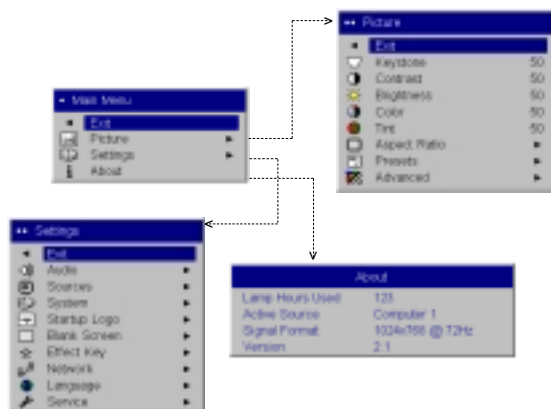 Picture
Exit
Keystone 50
Contrast 50
Brightness 50
Color 50
Tint 50
Aspect Ratio
Presets
Advanced
Main Menu
Exit
Picture
Settings
About
Settings
Exit
Audio
Sources
System
Startup Logo
Blank Screen
Effect Key
Network
Language
Service
About
Lamp Hours Used 123
Active Source Computer 1
Signal Format 1024x768 @ 72Hz
Version 2.1